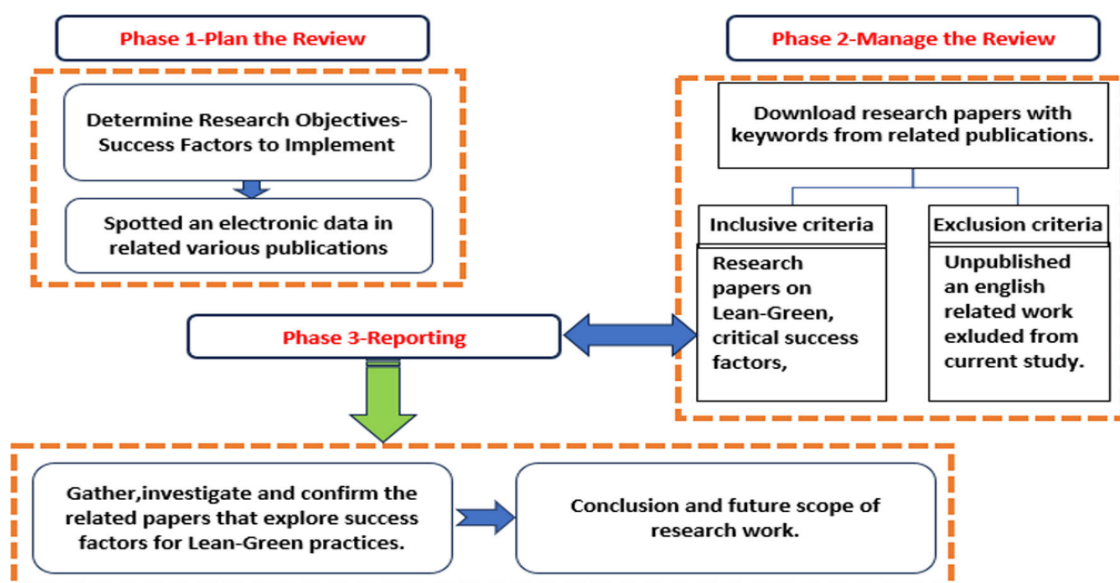 Phase 1-Plan the Review
Determine Research Objectives-
Success Factors to Implement
Spotted an electronic data in
related various publications
Phase 2-Manage the Review
Download research papers with
keywords from related publications.
Inclusive criteria
Research
papers on
Lean-Green,
critical success
factors,
Exclusion criteria
Unpublished
an english
related work
exluded from
current study.
Phase 3-Reporting
Gather,investigate and confirm the
related papers that explore success
factors for Lean-Green practices.
Conclusion and future scope of
research work.